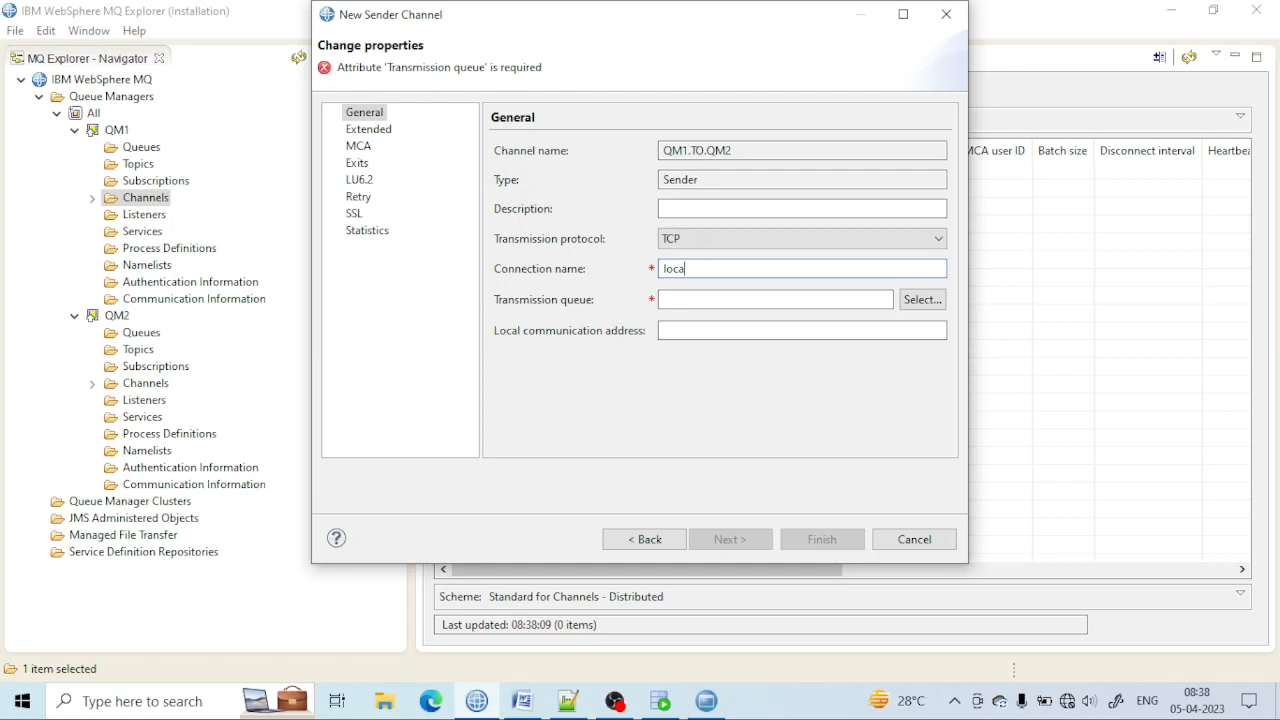 IBM WebSphere MQ Explorer (Installation)
File Edit Window Help
MQ Explorer - Navigator
IBM WebSphere MQ
Queue Managers
All
QM1
Queues
Topics
Subscriptions
Channels
Listeners
Services
Process Definitions
Namelists
Authentication Information
Communication Information
QM2
Queues
Topics
Subscriptions
Channels
Listeners
Services
Process Definitions
Namelists
Authentication Information
Communication Information
Queue Manager Clusters
JMS Administered Objects
Managed File Transfer
Service Definition Repositories
New Sender Channel
Change properties
Attribute 'Transmission queue' is required
General
Extended
MCA
Exits
LU6.2
Retry
SSL
Statistics
General
Channel name: QM1.TO.QM2
Type: Sender
Description:
Transmission protocol: TCP
Connection name: * loca
Transmission queue: * Select...
Local communication address:
? < Back Next > Finish Cancel
MCA user ID Batch size Disconnect interval Heartbea
Scheme: Standard for Channels - Distributed
Last updated: 08:38:09 (0 items)
1 item selected
Type here to search
28°C ENG 08:38
05-04-2023